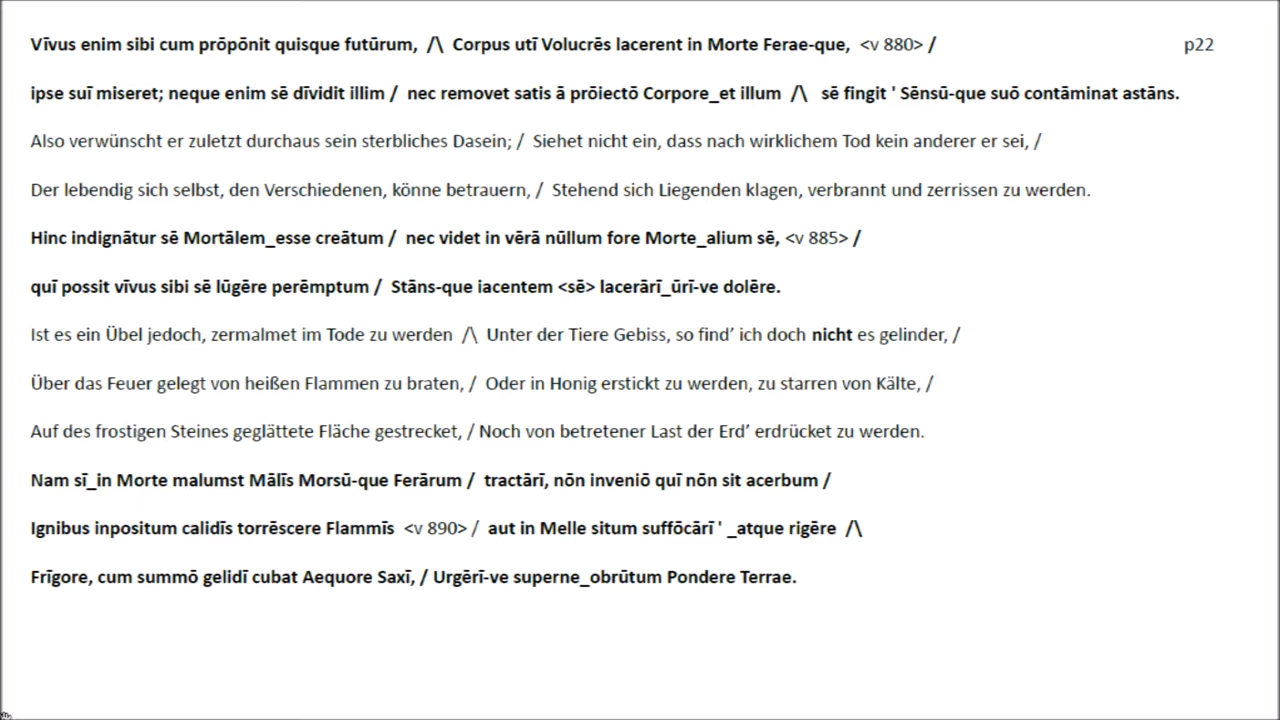 Vīvus enim sibi cum prōpōnit quisque futūrum, /\ Corpus utī Volucrēs lacerent in Morte Ferae-que, <v 880> / p22
ipse suī miseret; neque enim sē dīvidit illim / nec removet satis ā prōiectō Corpore_et illum /\ sē fingit ' Sēnsū-que suō contāminat astāns.
Also verwünscht er zuletzt durchaus sein sterbliches Dasein; / Siehet nicht ein, dass nach wirklichem Tod kein anderer er sei, /
Der lebendig sich selbst, den Verschiedenen, könne betrauern, / Stehend sich Liegenden klagen, verbrannt und zerrissen zu werden.
Hinc indignātur sē Mortālem_esse creātum / nec videt in vērā nūllum fore Morte_alium sē, <v 885> /
quī possit vīvus sibi sē lūgēre perēmptum / Stāns-que iacentem <sē> lacerārī_ūrī-ve dolēre.
Ist es ein Übel jedoch, zermalmet im Tode zu werden /\ Unter der Tiere Gebiss, so find’ ich doch nicht es gelinder, /
Über das Feuer gelegt von heißen Flammen zu braten, / Oder in Honig erstickt zu werden, zu starren von Kälte, /
Auf des frostigen Steines geglättete Fläche gestrecket, / Noch von betretener Last der Erd’ erdrücket zu werden.
Nam sī_in Morte malumst Mālīs Morsū-que Ferārum / tractārī, nōn inveniō quī nōn sit acerbum /
Ignibus inpositum calidīs torrēscere Flammīs <v 890> / aut in Melle situm suffōcārī ' _atque rigēre /\
Frīgore, cum summō gelidī cubat Aequore Saxī, / Urgērī-ve superne_obrūtum Pondere Terrae.